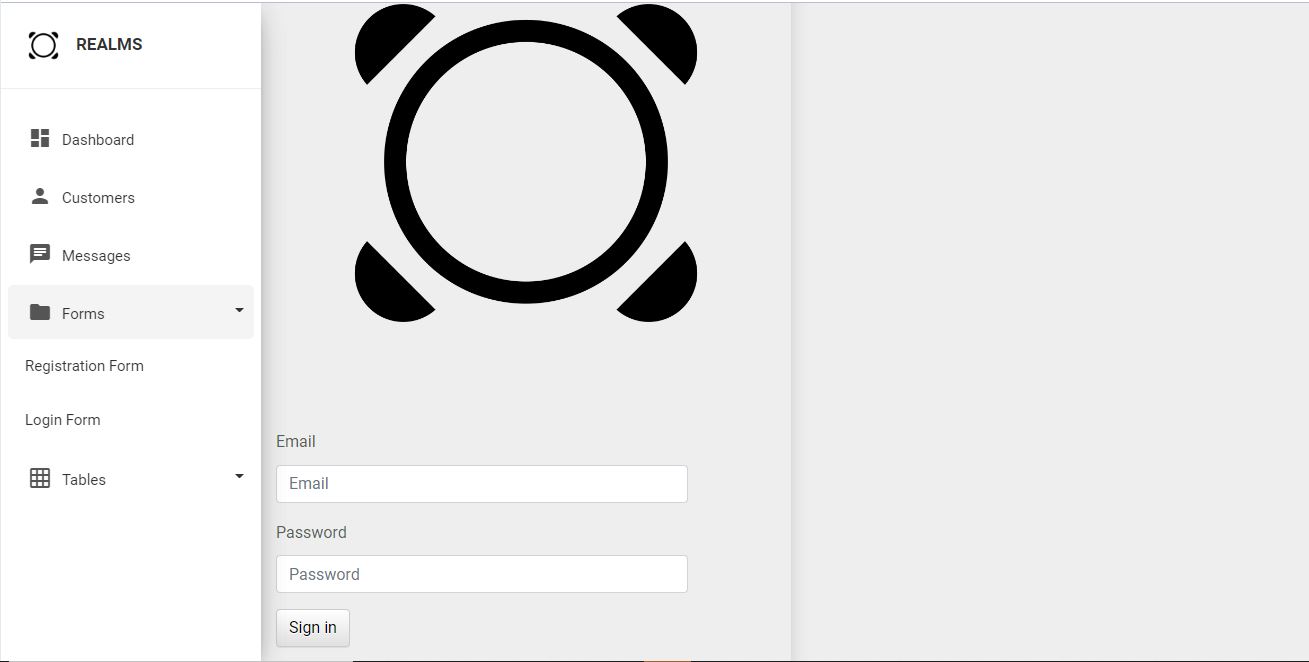 REALMS
Dashboard
Customers
Messages
Forms
Registration Form
Login Form
Tables
Email
Email
Password
Password
Sign in